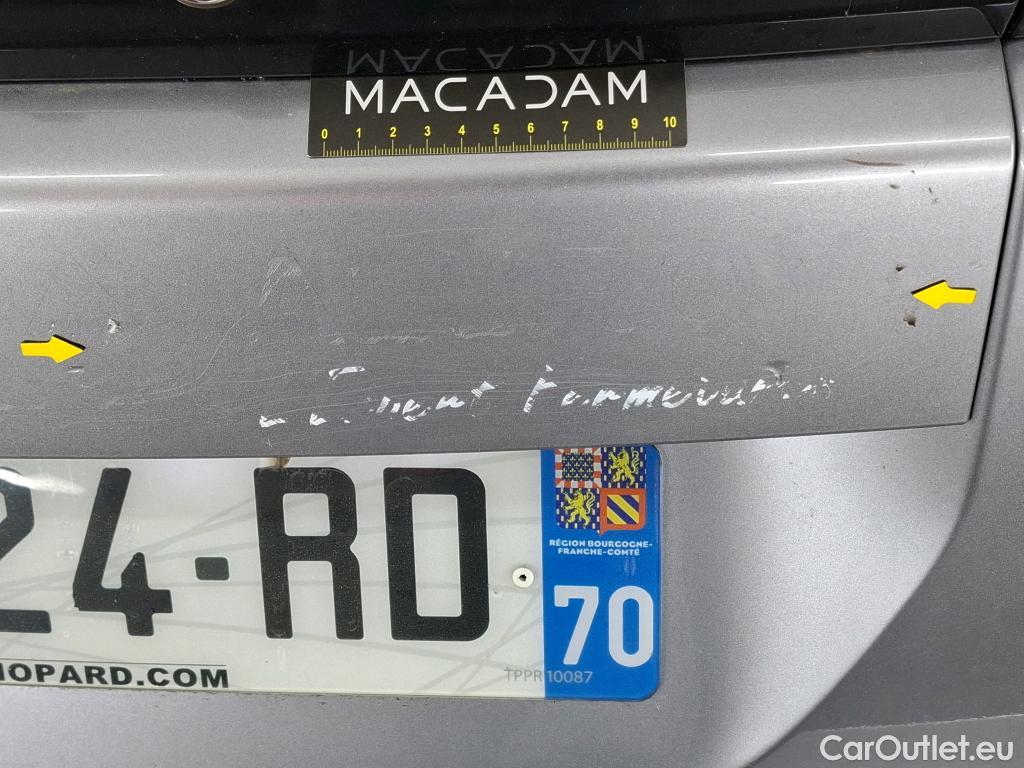 MACADAM
0 1 2 3 4 5 6 7 8 9 10
24-RD
RÉGION BOURGOGNE-
FRANCHE-COMTÉ
70
HOPARD.COM
TPPR 10087
CarOutlet.eu